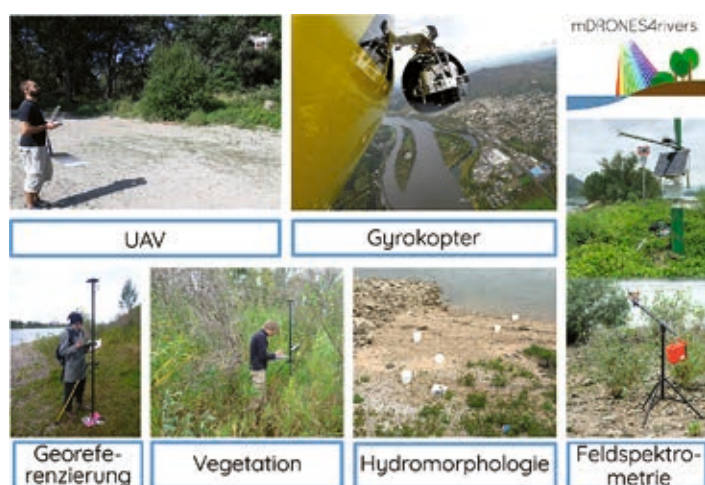 mDRONES4rivers
UAV
Gyrokopter
Georefe-
renzierung
Vegetation
Hydromorphologie
Feldspektro-
metrie